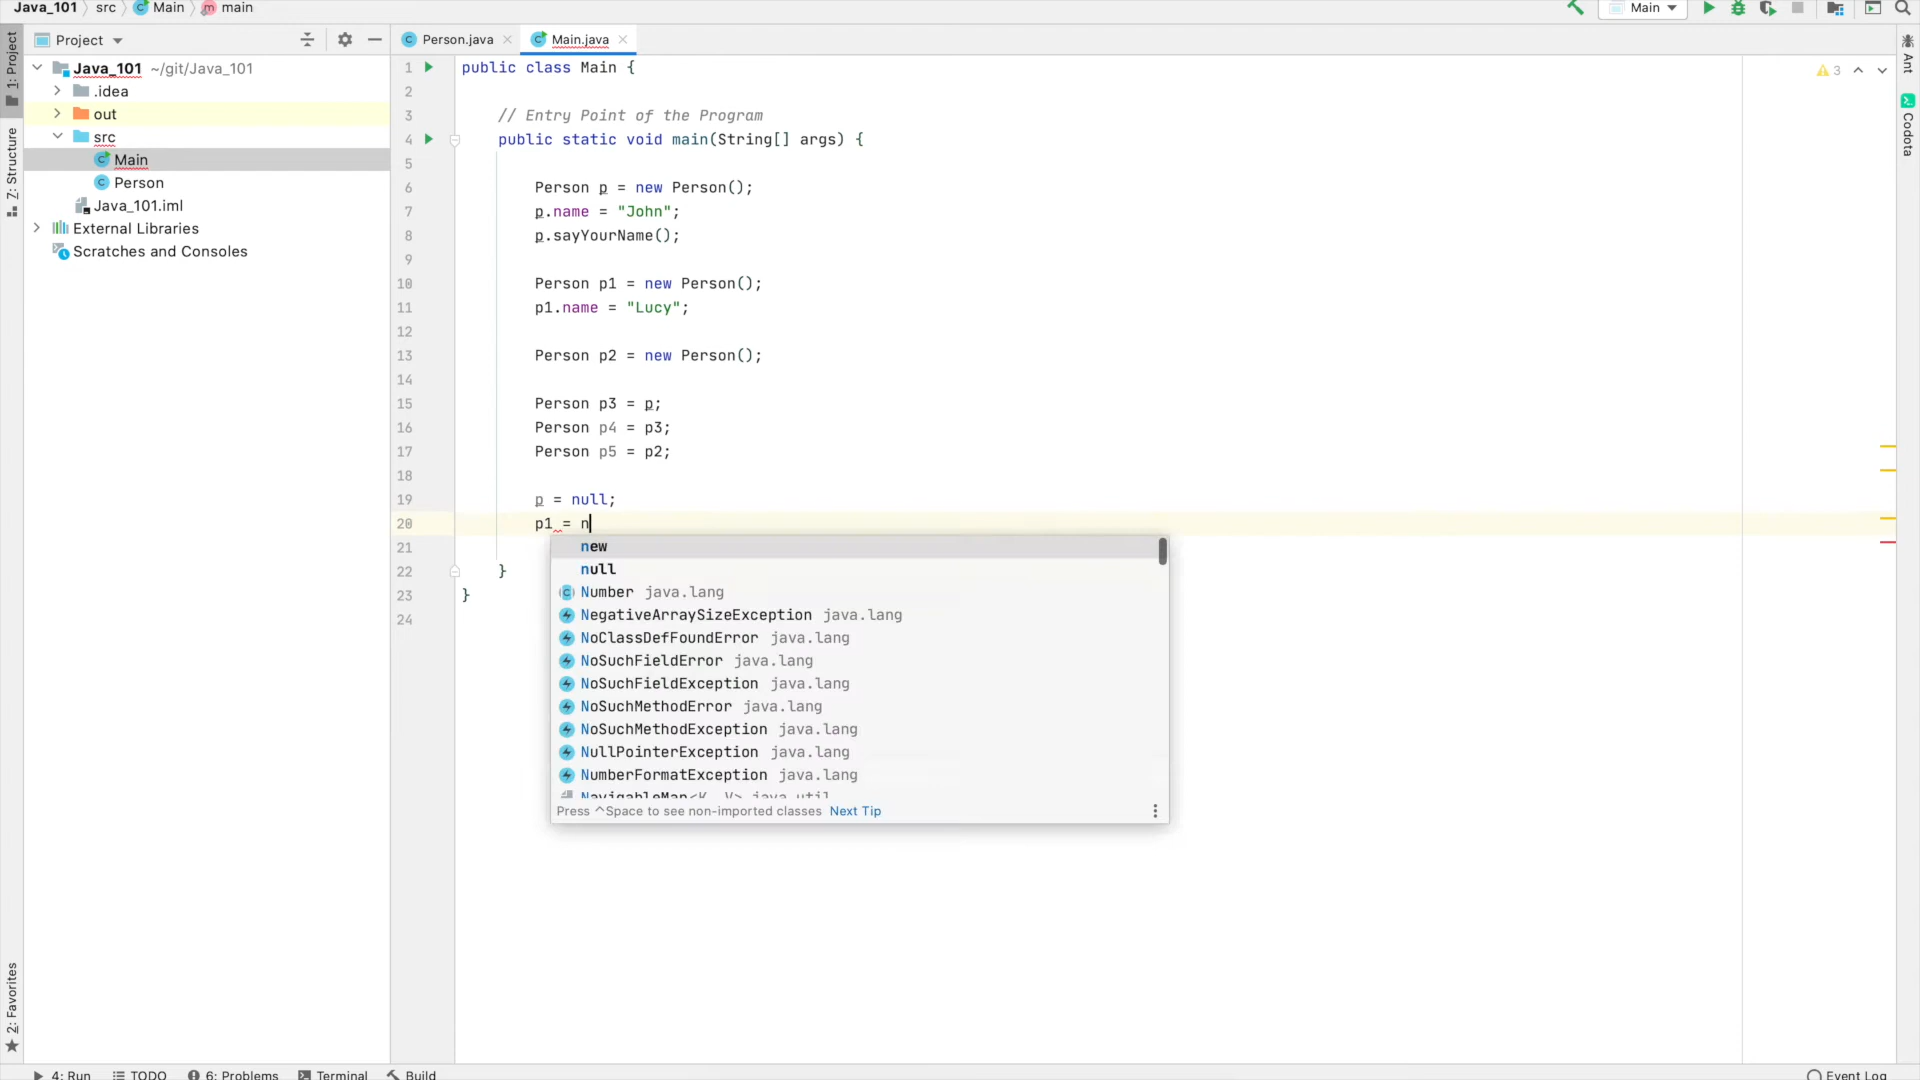 Java_101 src Main main
Main
1: Project
Z: Structure
2: Favorites
Project
Java_101 ~/git/Java_101
.idea
out
src
Main
Person
Java_101.iml
External Libraries
Scratches and Consoles
Person.java
Main.java
1 public class Main {
2
3 // Entry Point of the Program
4 public static void main(String[] args) {
5
6 Person p = new Person();
7 p.name = "John";
8 p.sayYourName();
9
10 Person p1 = new Person();
11 p1.name = "Lucy";
12
13 Person p2 = new Person();
14
15 Person p3 = p;
16 Person p4 = p3;
17 Person p5 = p2;
18
19 p = null;
20 p1 = n
21
22 }
23 }
24
new
null
Number java.lang
NegativeArraySizeException java.lang
NoClassDefFoundError java.lang
NoSuchFieldError java.lang
NoSuchFieldException java.lang
NoSuchMethodError java.lang
NoSuchMethodException java.lang
NullPointerException java.lang
NumberFormatException java.lang
NavigableMap<K, V> java.util
Press ^Space to see non-imported classes Next Tip
3
Ant
Codota
4: Run TODO 6: Problems Terminal Build
Event Log